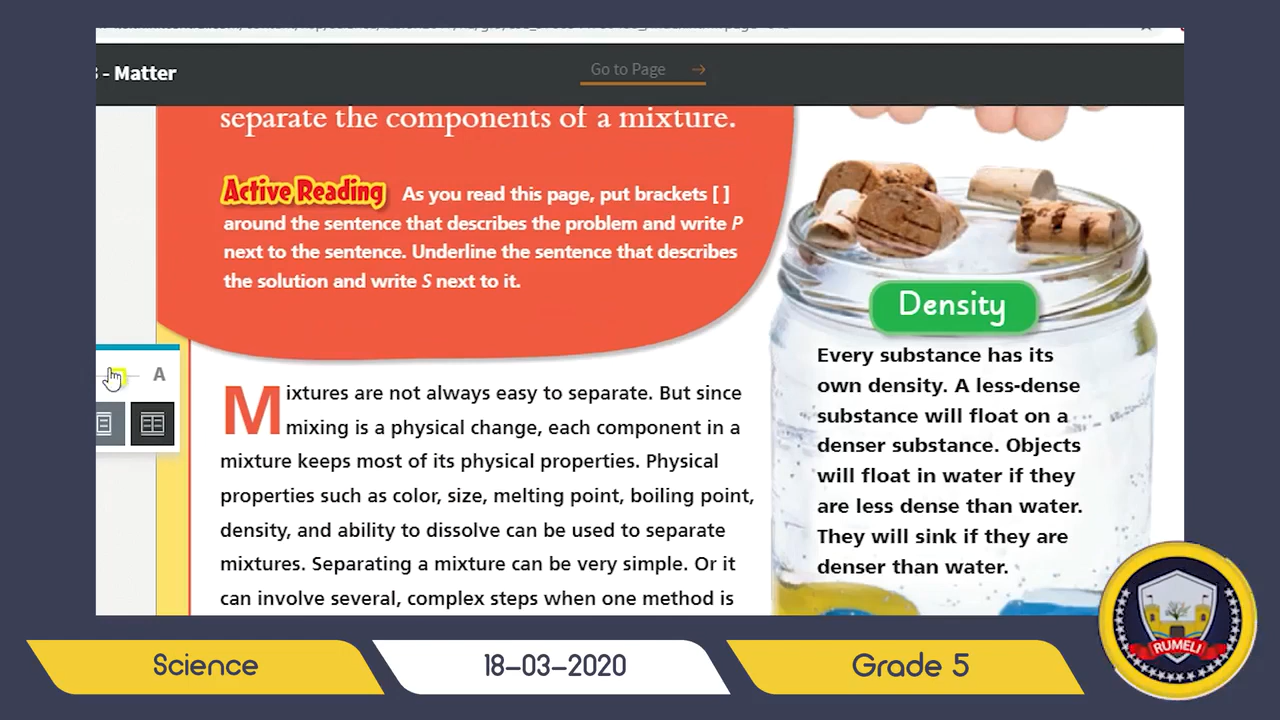 - Matter
Go to Page →
separate the components of a mixture.
Active Reading As you read this page, put brackets [ ]
around the sentence that describes the problem and write P
next to the sentence. Underline the sentence that describes
the solution and write S next to it.
Mixtures are not always easy to separate. But since
mixing is a physical change, each component in a
mixture keeps most of its physical properties. Physical
properties such as color, size, melting point, boiling point,
density, and ability to dissolve can be used to separate
mixtures. Separating a mixture can be very simple. Or it
can involve several, complex steps when one method is
Density
Every substance has its
own density. A less-dense
substance will float on a
denser substance. Objects
will float in water if they
are less dense than water.
They will sink if they are
denser than water.
A
Science
18-03-2020
Grade 5
RUMELI